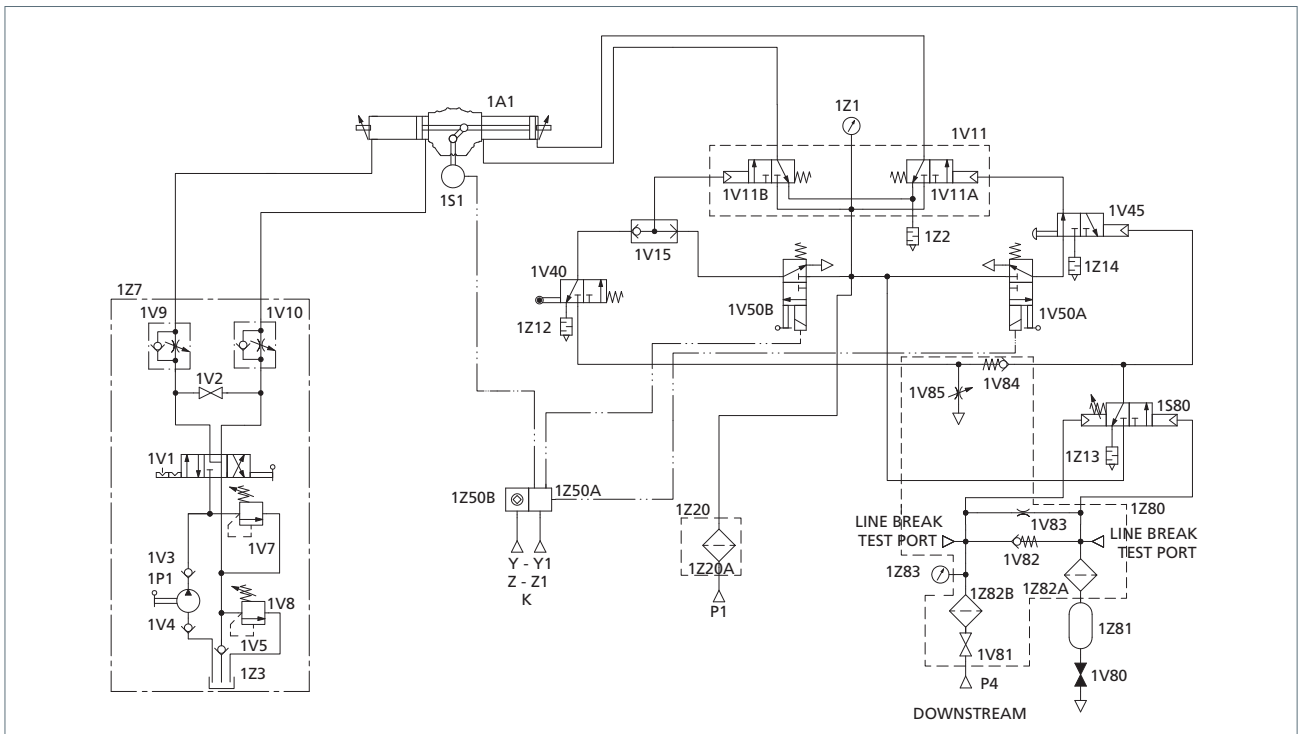 1A1
1Z1
1V11
1V11B
1V11A
1S1
1V45
1Z2
1V15
1Z14
1V40
1V50B
1V50A
1Z12
1Z7
1V9
1V10
1V2
1V84
1V85
1S80
1V1
1Z13
1Z50B
1Z50A
1Z20
1Z80
LINE BREAK
TEST PORT
1V83
LINE BREAK
TEST PORT
1V7
1V82
1V3
1Z20A
1Z83
1P1
Y - Y1
Z - Z1
K
1Z82B
1Z82A
1V8
P1
1V4
1V5
1Z81
1V81
1Z3
P4
1V80
DOWNSTREAM